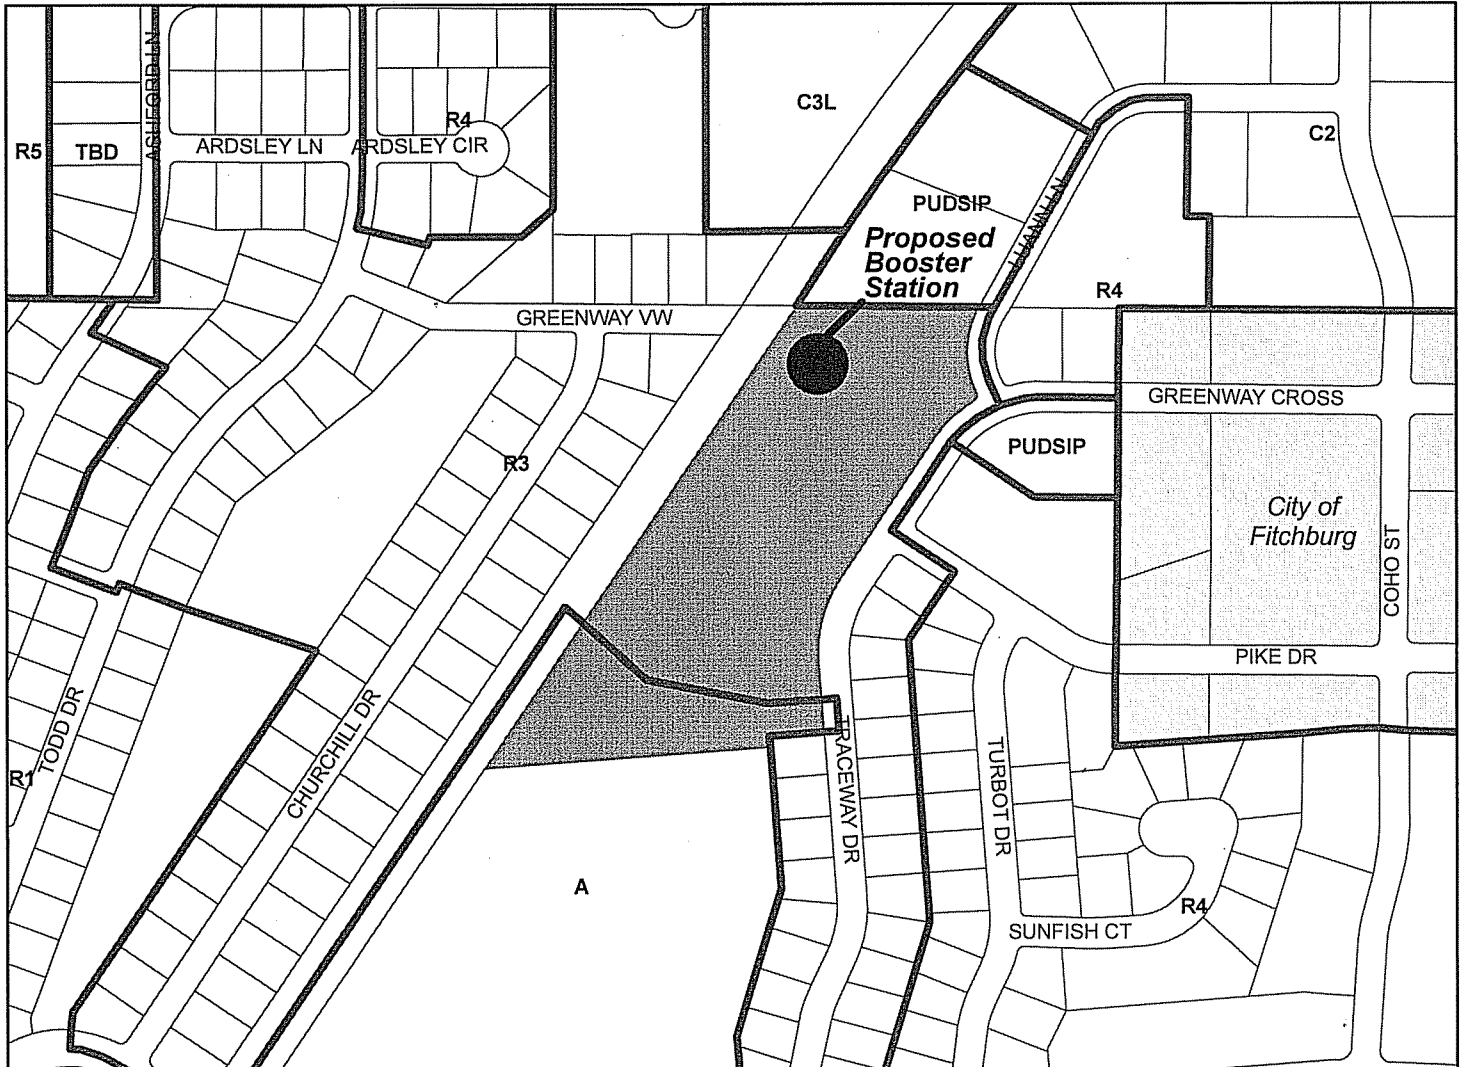 C3L
R4
C2
R5
TBD
ASHFORD LN
ARDSLEY LN
ARDSLEY CIR
PUDSIP
LUANN LN
Proposed
Booster
Station
R4
GREENWAY VW
GREENWAY CROSS
PUDSIP
R3
City of
Fitchburg
COHO ST
PIKE DR
TODD DR
R1
CHURCHILL DR
TRACEWAY DR
TURBOT DR
A
R4
SUNFISH CT